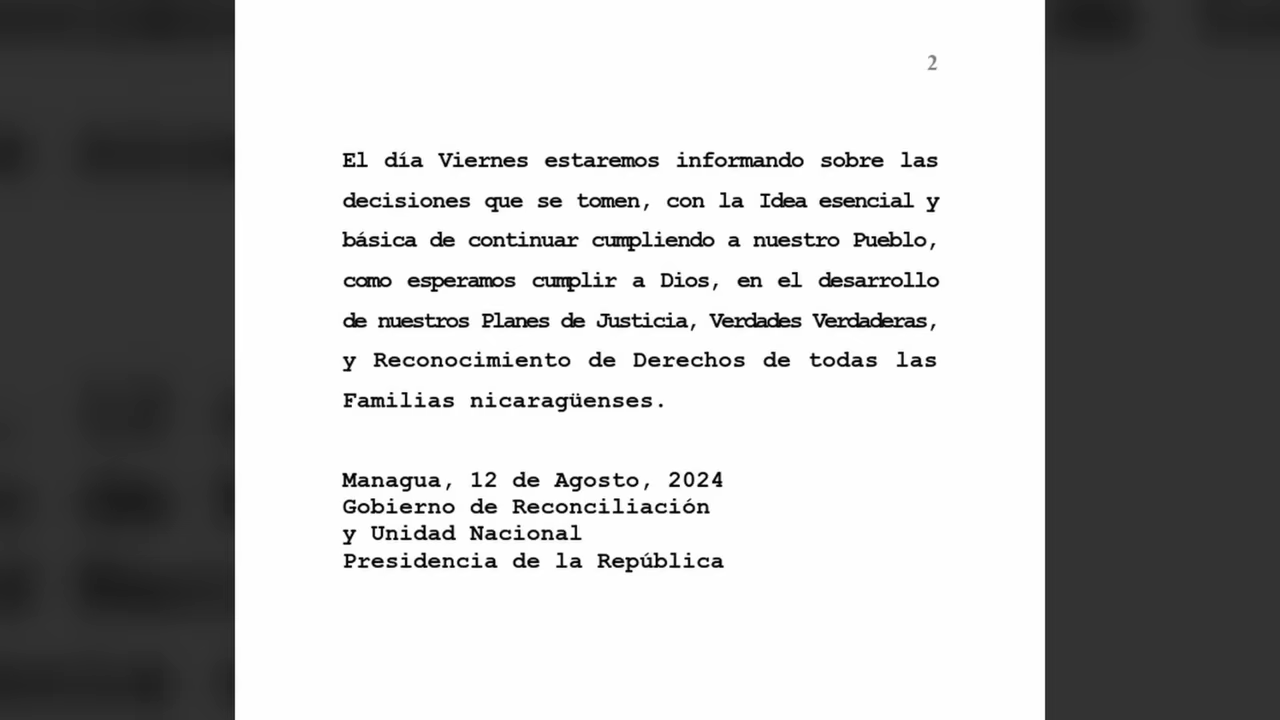 2
El día Viernes estaremos informando sobre las
decisiones que se tomen, con la Idea esencial y
básica de continuar cumpliendo a nuestro Pueblo,
como esperamos cumplir a Dios, en el desarrollo
de nuestros Planes de Justicia, Verdades Verdaderas,
y Reconocimiento de Derechos de todas las
Familias nicaragüenses.
Managua, 12 de Agosto, 2024
Gobierno de Reconciliación
y Unidad Nacional
Presidencia de la República